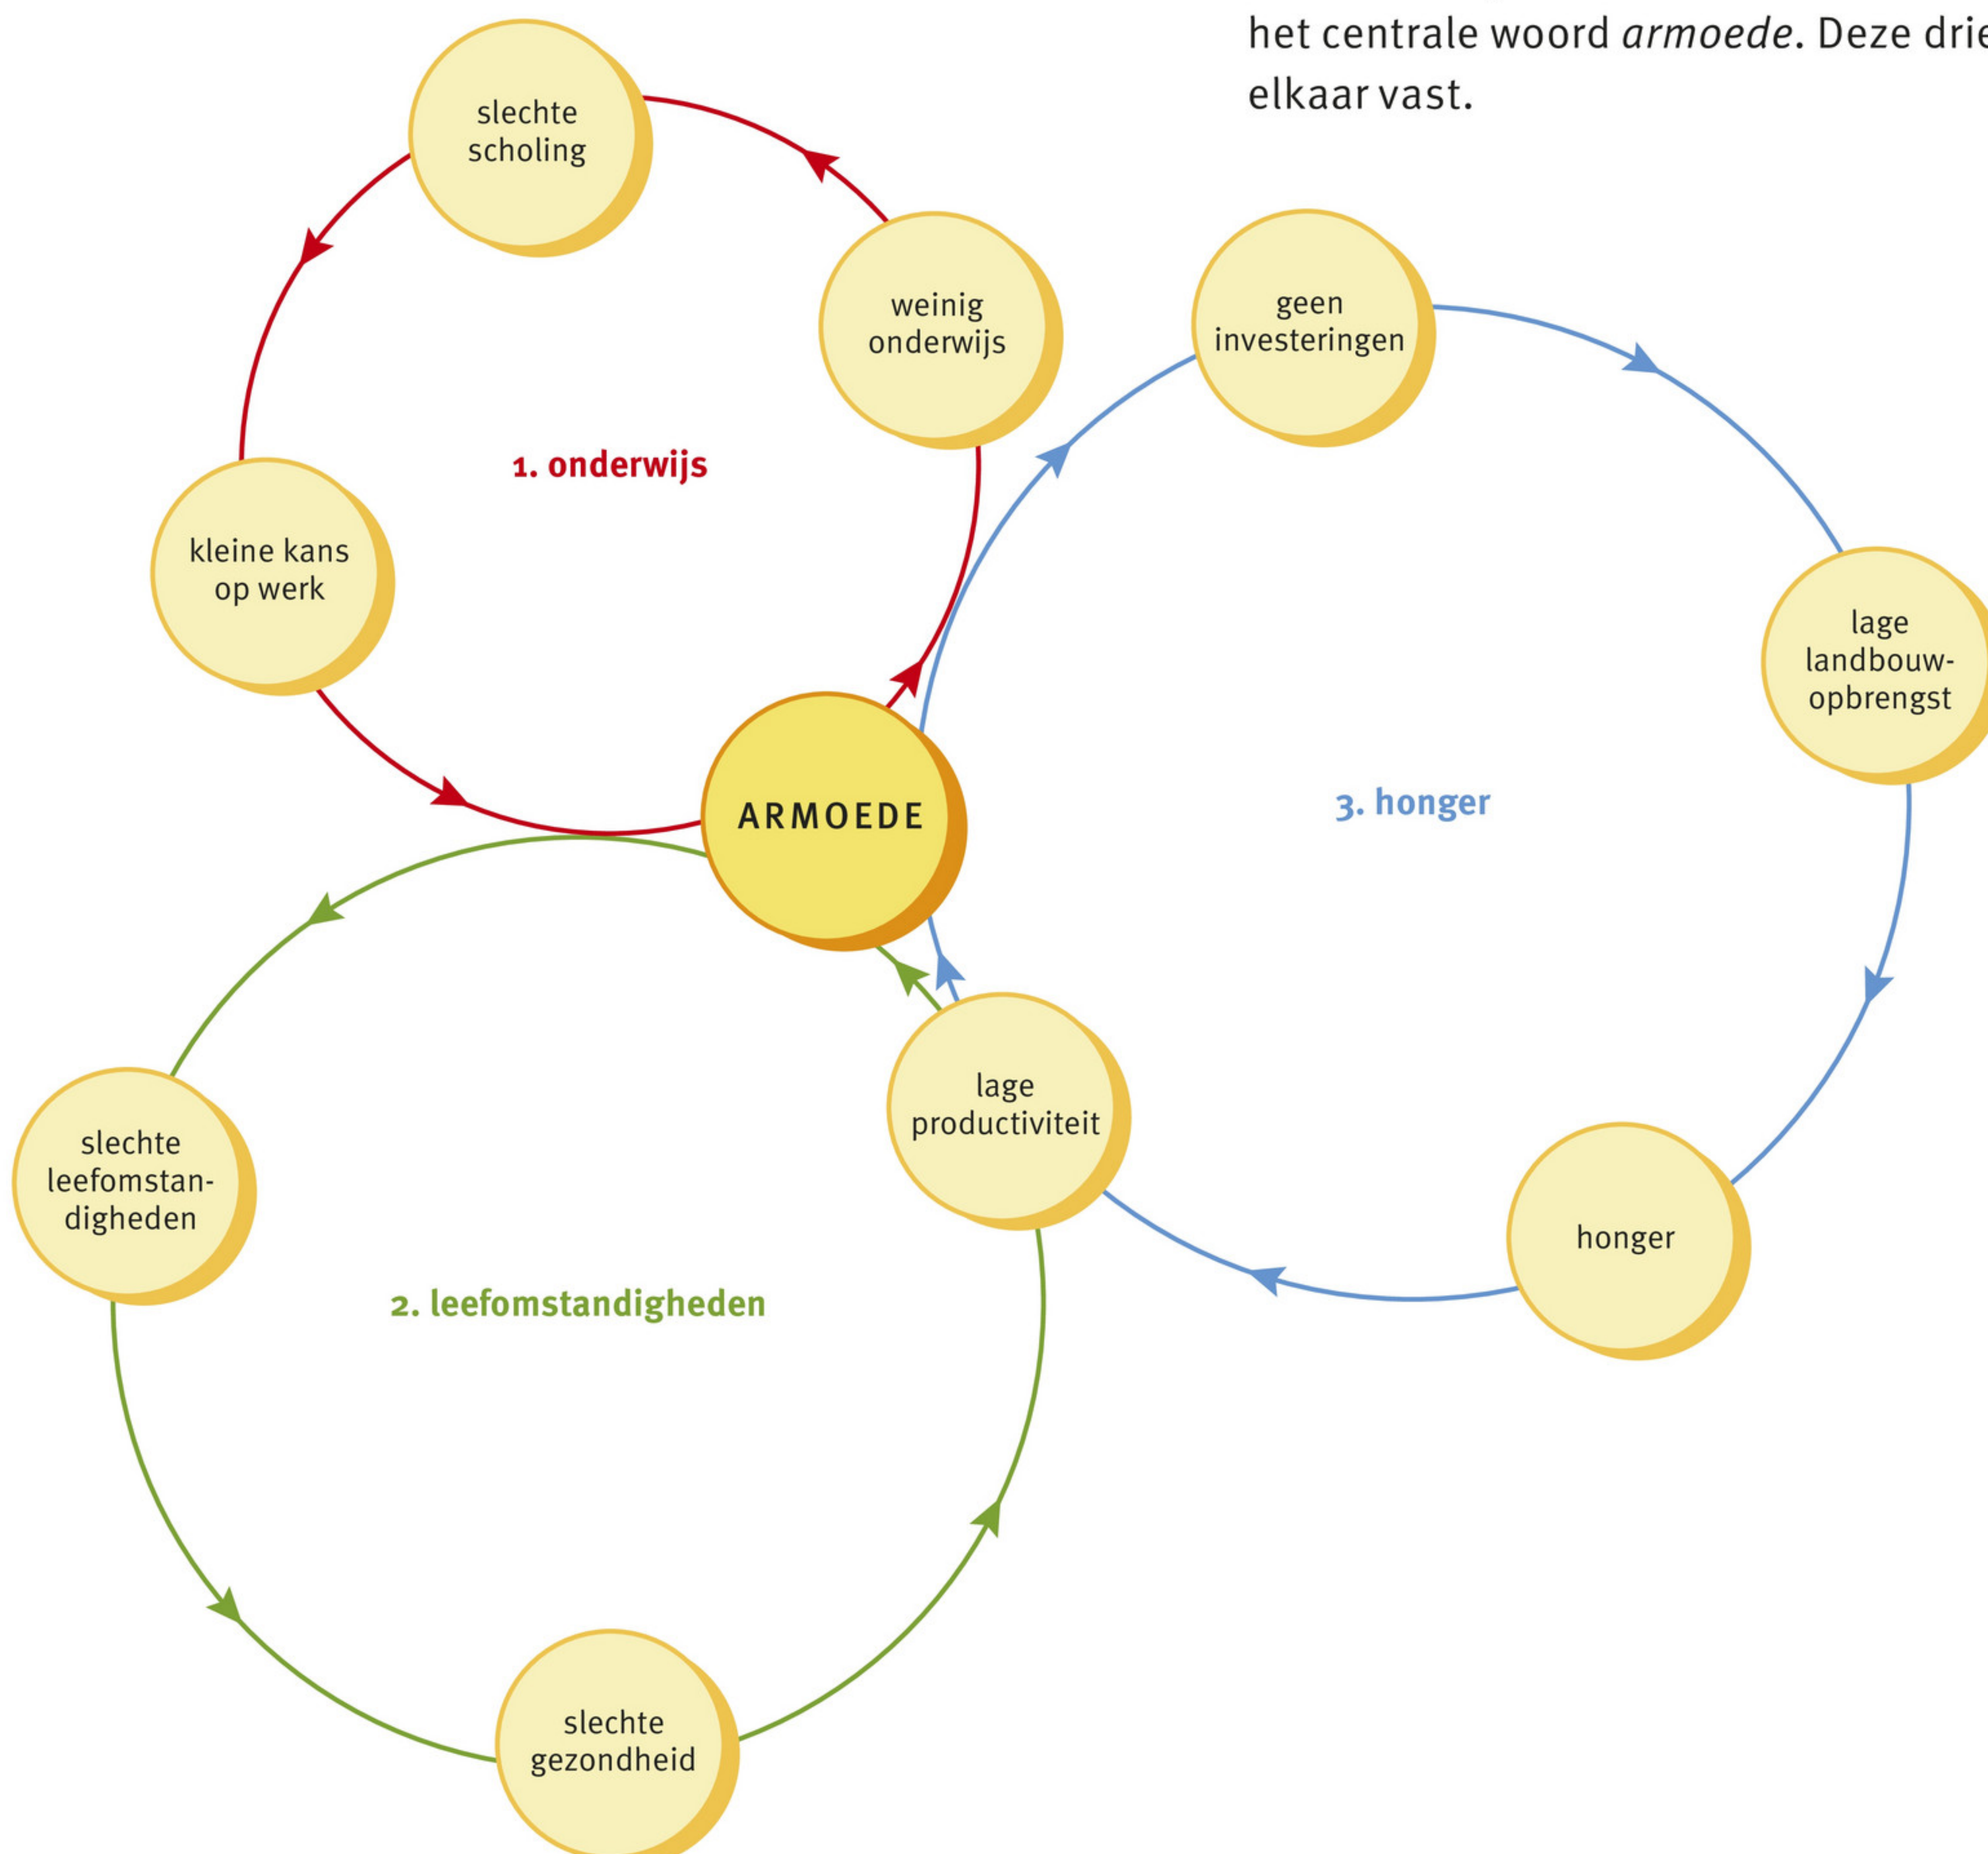 het centrale woord armoede. Deze drie
elkaar vast.
slechte
scholing
weinig
onderwijs
geen
investeringen
1. onderwijs
kleine kans
op werk
lage
landbouw-
opbrengst
ARMOEDE
3. honger
lage
productiviteit
slechte
leefomstan-
digheden
honger
2. leefomstandigheden
slechte
gezondheid